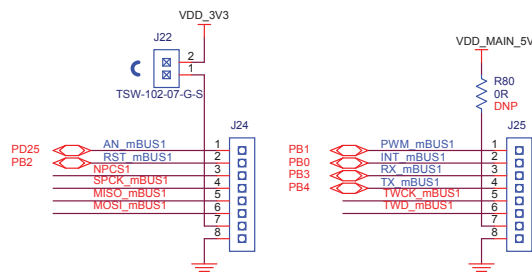 VDD_3V3
J22
2
1
TSW-102-07-G-S
J24
PD25 AN_mBUS1 1
PB2 RST_mBUS1 2
NPCS1 3
SPCK_mBUS1 4
MISO_mBUS1 5
MOSI_mBUS1 6
7
8
VDD_MAIN_5V
R80
0R
DNP
J25
PB1 PWM_mBUS1 1
PB0 INT_mBUS1 2
PB3 RX_mBUS1 3
PB4 TX_mBUS1 4
TWCK_mBUS1 5
TWD_mBUS1 6
7
8